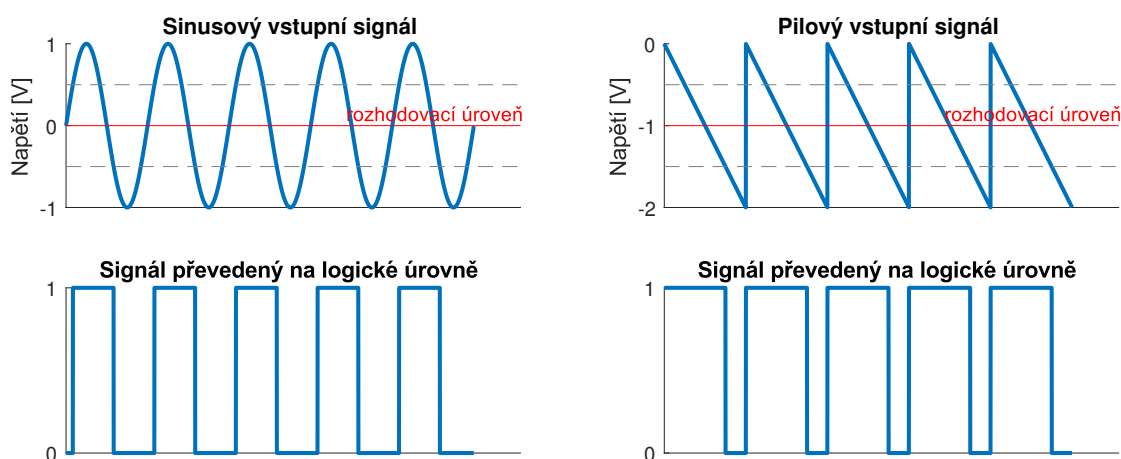 Sinusový vstupní signál
1
0
-1
Napětí [V]
rozhodovací úroveň
Pilový vstupní signál
0
-1
-2
Napětí [V]
rozhodovací úroveň
Signál převedený na logické úrovně
1
0
Signál převedený na logické úrovně
1
0